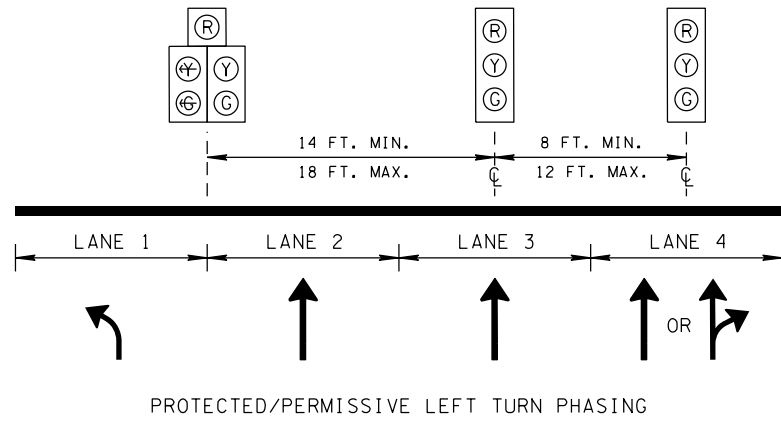 R R R
Y Y Y Y
G G G G
14 FT. MIN. 8 FT. MIN.
18 FT. MAX. ℄ 12 FT. MAX. ℄
LANE 1 LANE 2 LANE 3 LANE 4
OR
PROTECTED/PERMISSIVE LEFT TURN PHASING